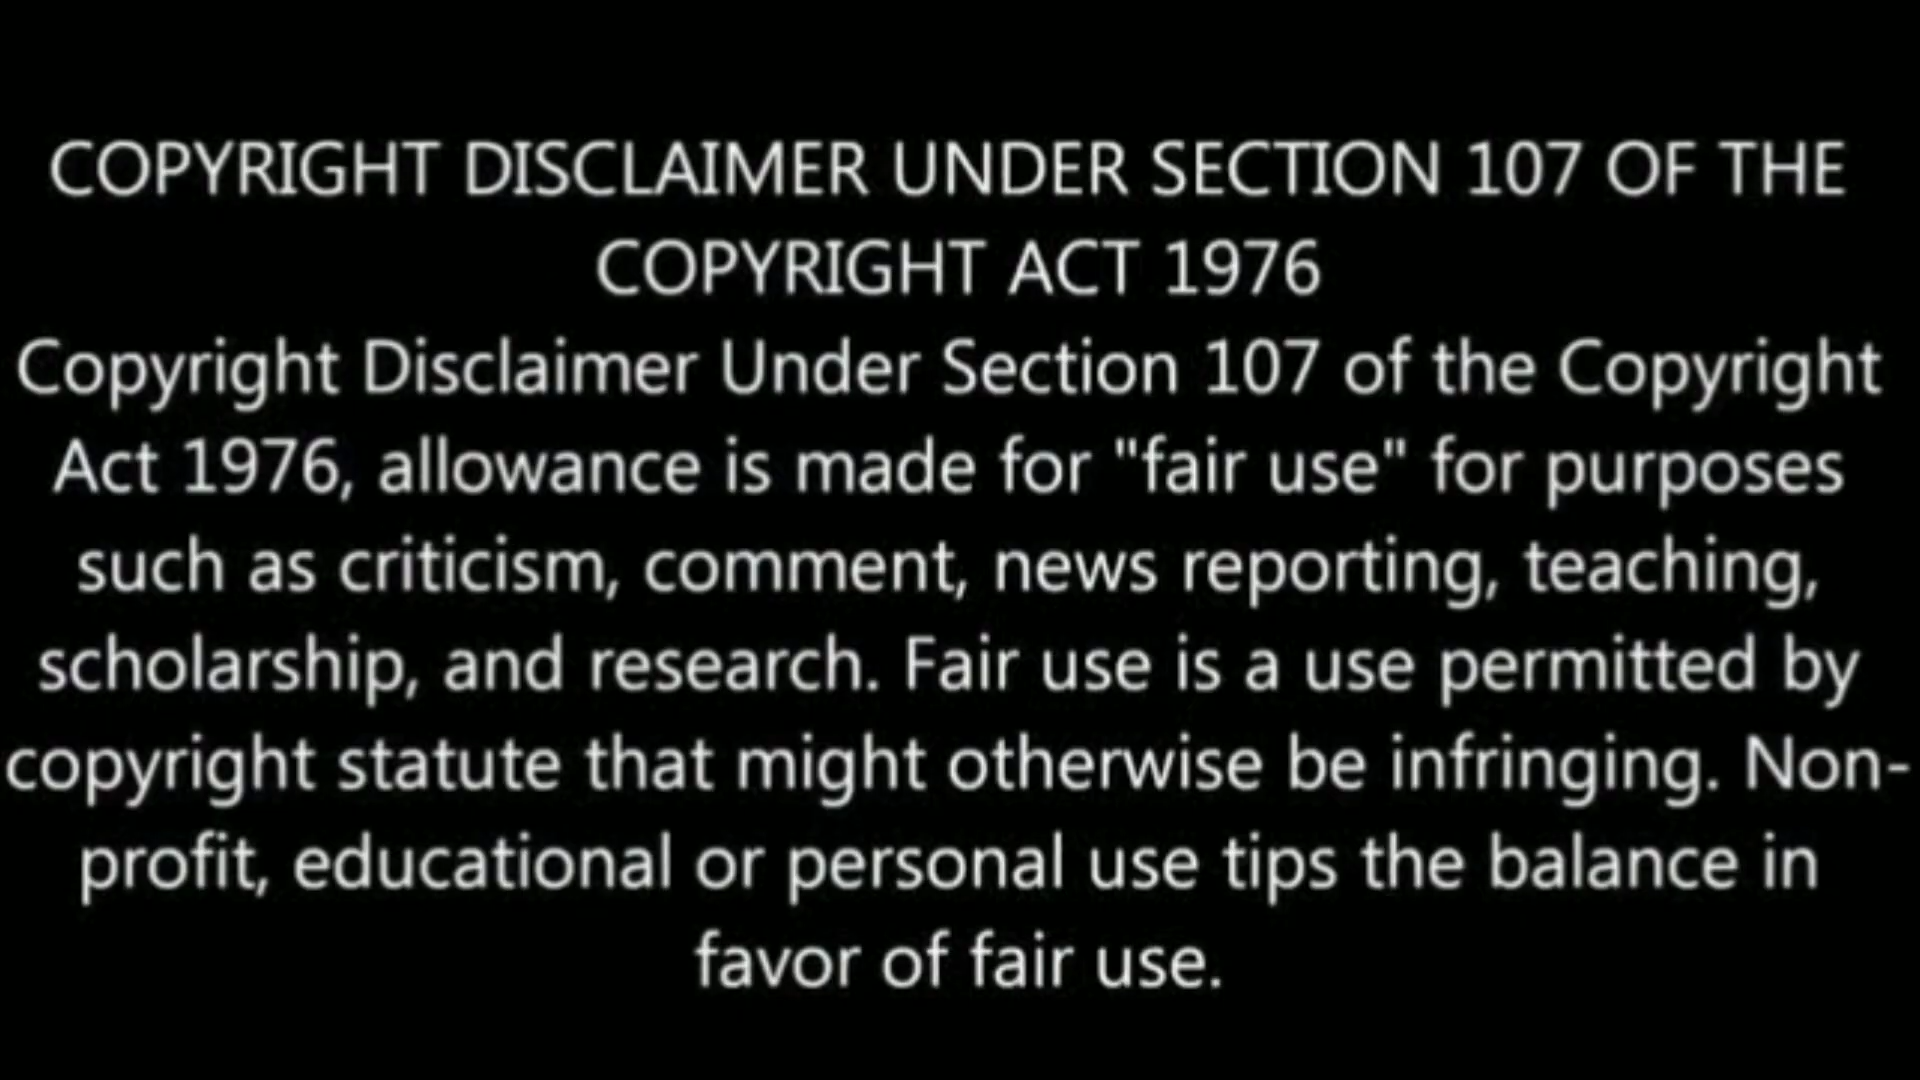 COPYRIGHT DISCLAIMER UNDER SECTION 107 OF THE
COPYRIGHT ACT 1976
Copyright Disclaimer Under Section 107 of the Copyright
Act 1976, allowance is made for "fair use" for purposes
such as criticism, comment, news reporting, teaching,
scholarship, and research. Fair use is a use permitted by
copyright statute that might otherwise be infringing. Non-
profit, educational or personal use tips the balance in
favor of fair use.